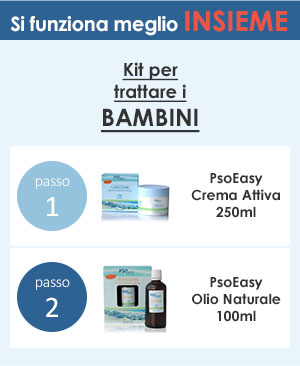 Si funziona meglio INSIEME
Kit per
trattare i
BAMBINI
passo
1
PsoEasy
Crema Attiva
250ml
passo
2
PSO
PsoEasy
Olio Naturale
100ml